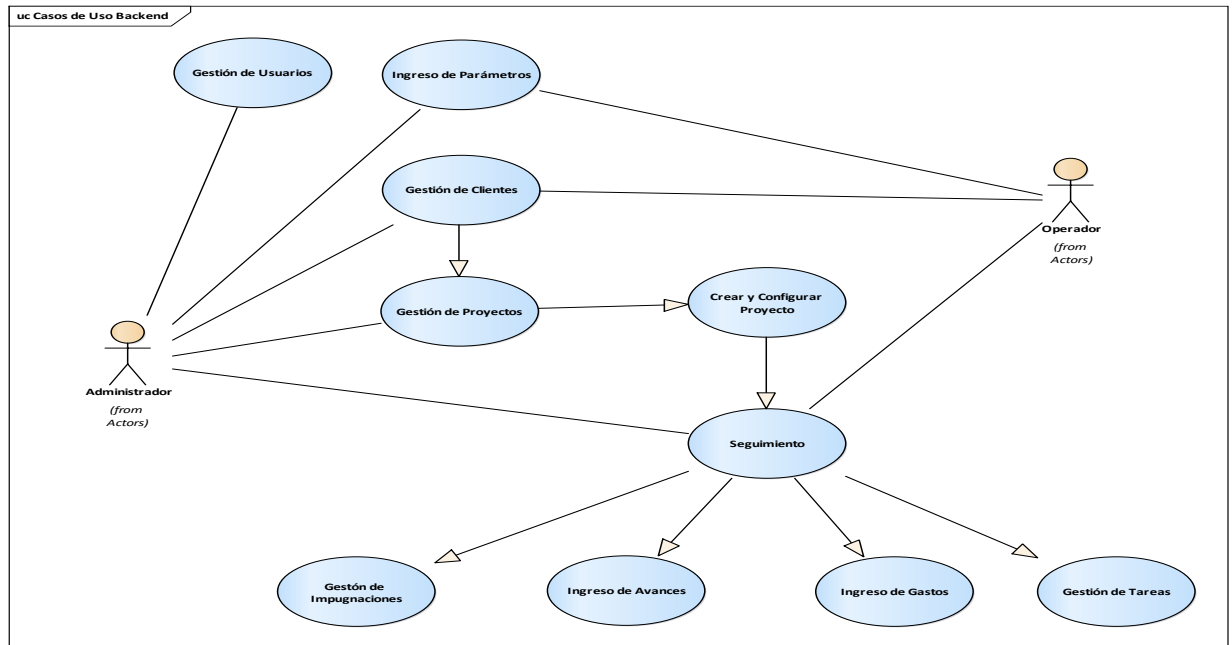 uc Casos de Uso Backend
Gestión de Usuarios
Ingreso de Parámetros
Gestión de Clientes
Operador
(from
Actors)
Crear y Configurar
Proyecto
Gestión de Proyectos
Administrador
(from
Actors)
Seguimiento
Gestón de
Impugnaciones
Ingreso de Avances
Ingreso de Gastos
Gestión de Tareas